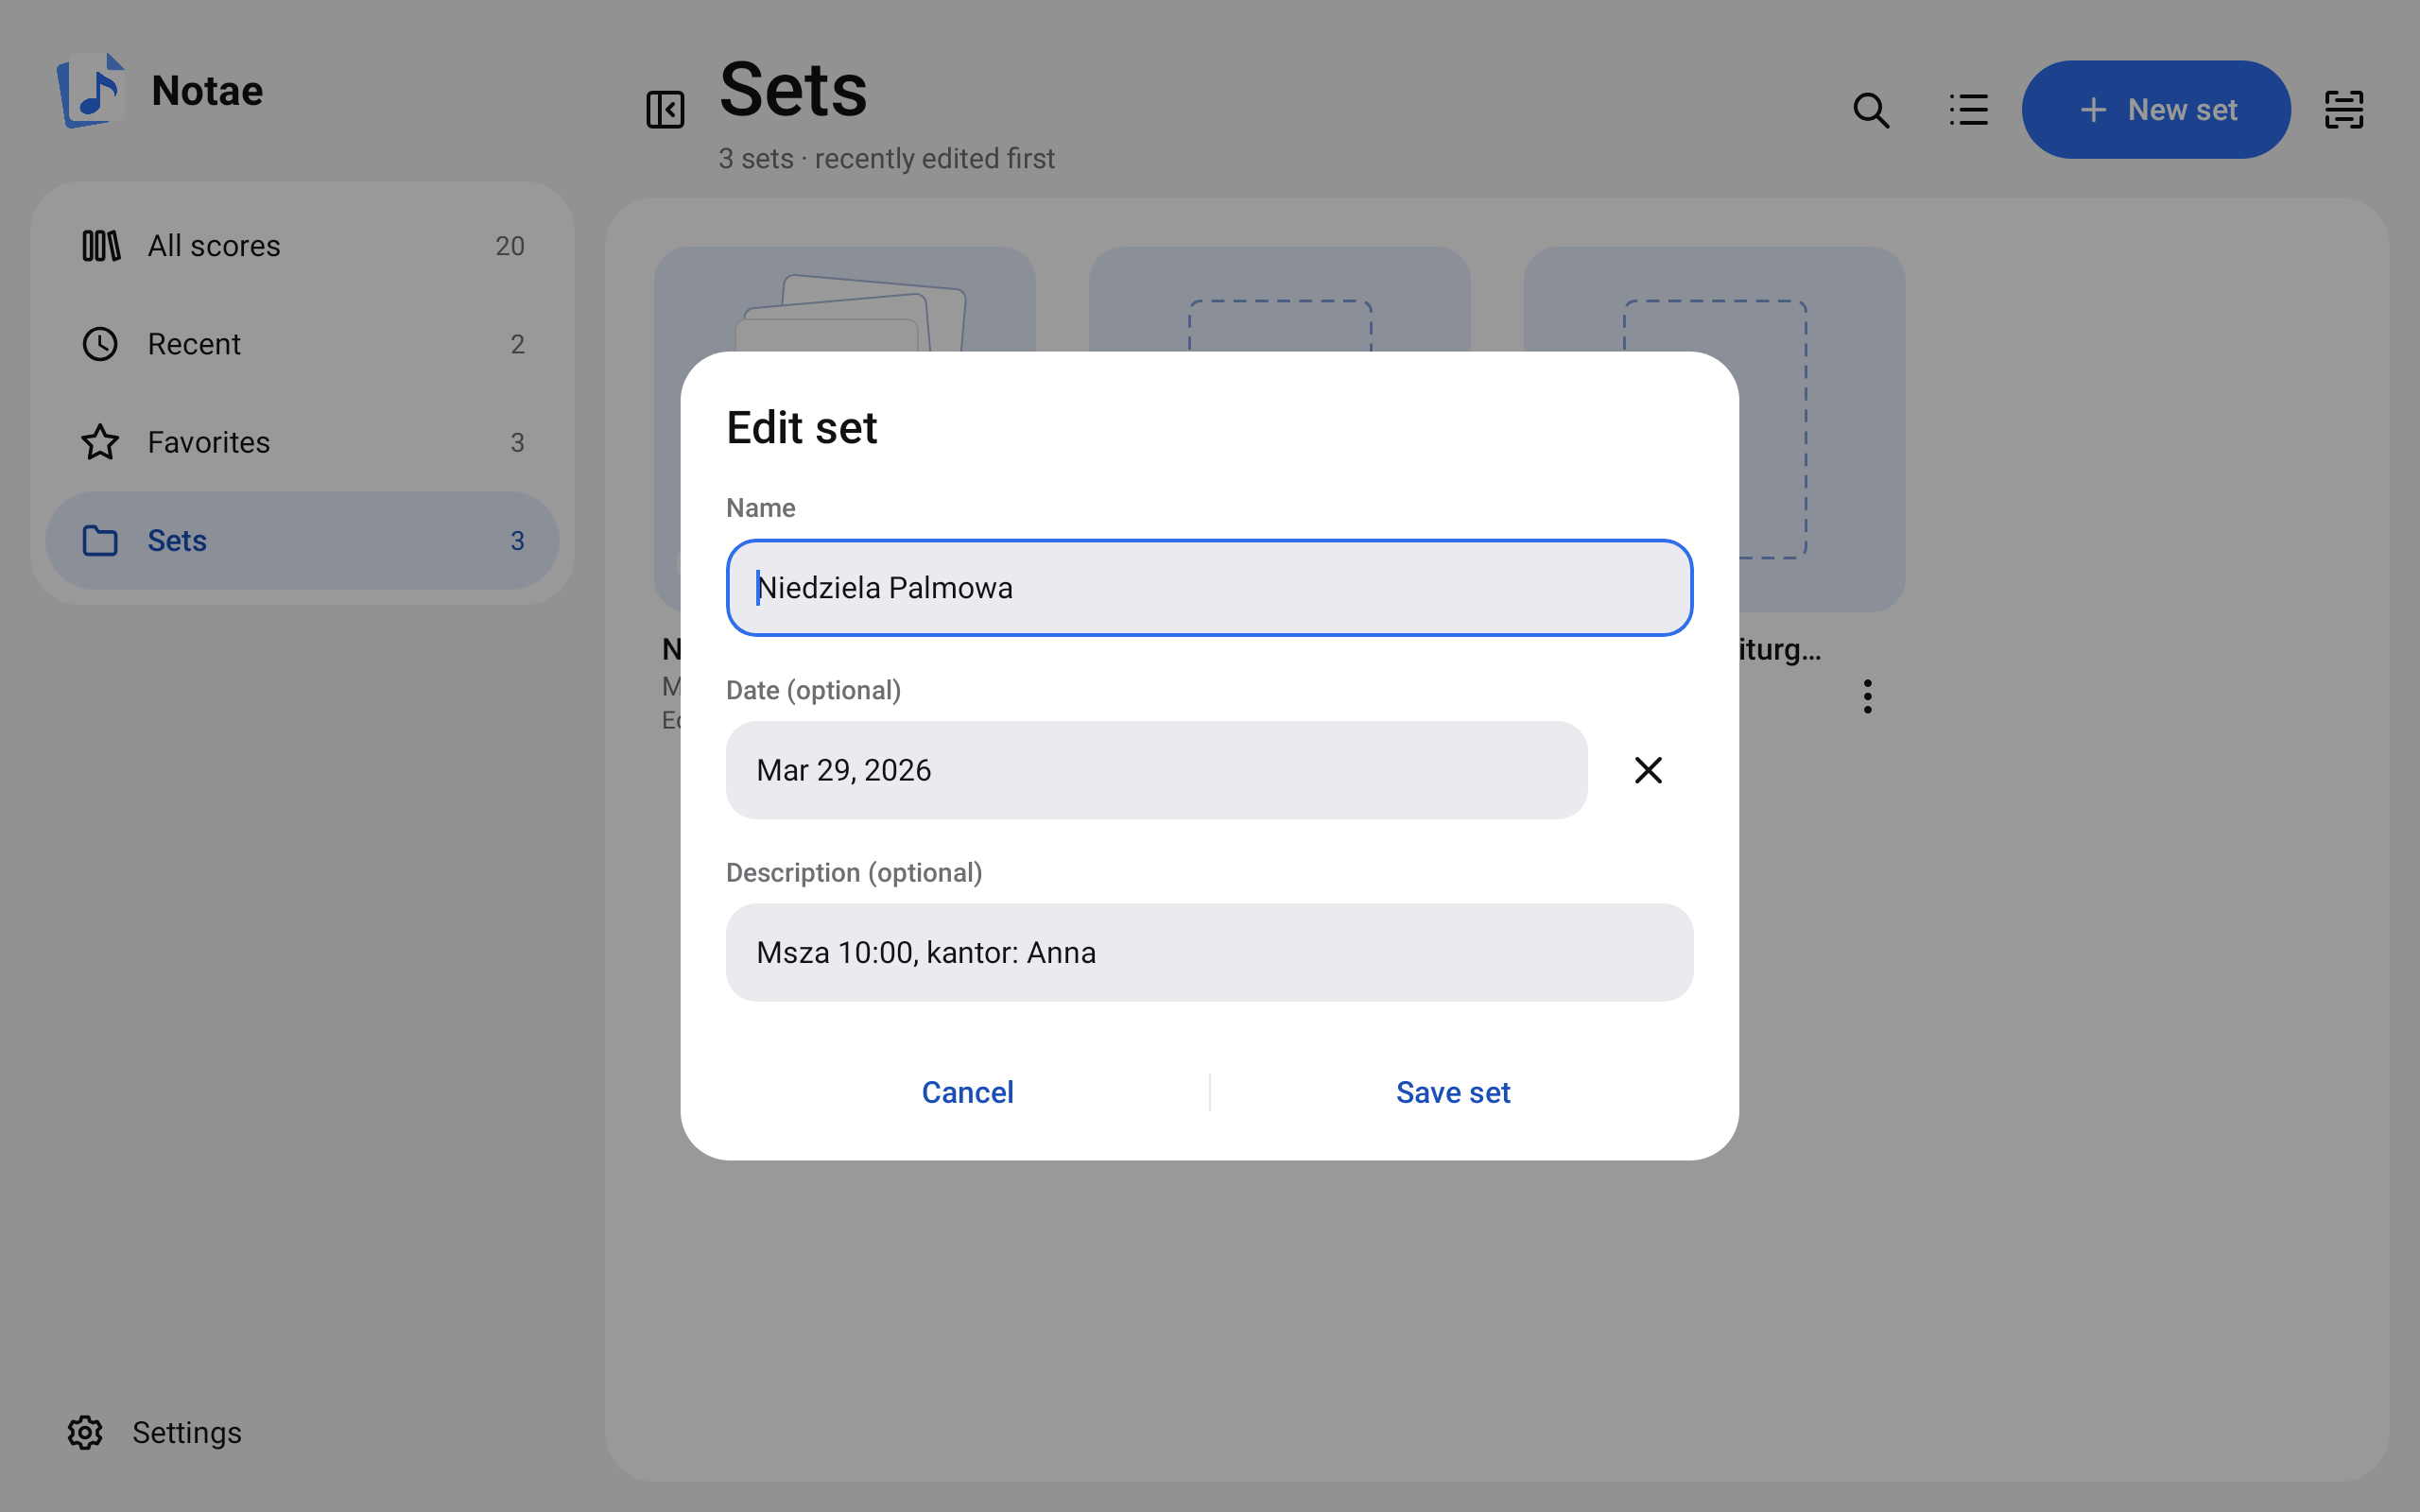 Notae
Sets
3 sets · recently edited first
New set
All scores 20
Recent 2
Favorites 3
Sets 3
Edit set
Name
Niedziela Palmowa
Date (optional)
Mar 29, 2026
Description (optional)
Msza 10:00, kantor: Anna
Cancel
Save set
iturg...
Settings